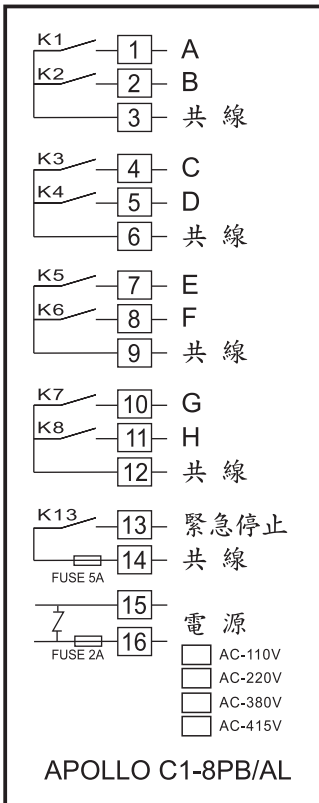 K1 1 A
K2 2 B
3 共線
K3 4 C
K4 5 D
6 共線
K5 7 E
K6 8 F
9 共線
K7 10 G
K8 11 H
12 共線
K13 13 緊急停止
14 共線
FUSE 5A
15
電源
16
FUSE 2A
AC-110V
AC-220V
AC-380V
AC-415V
APOLLO C1-8PB/AL